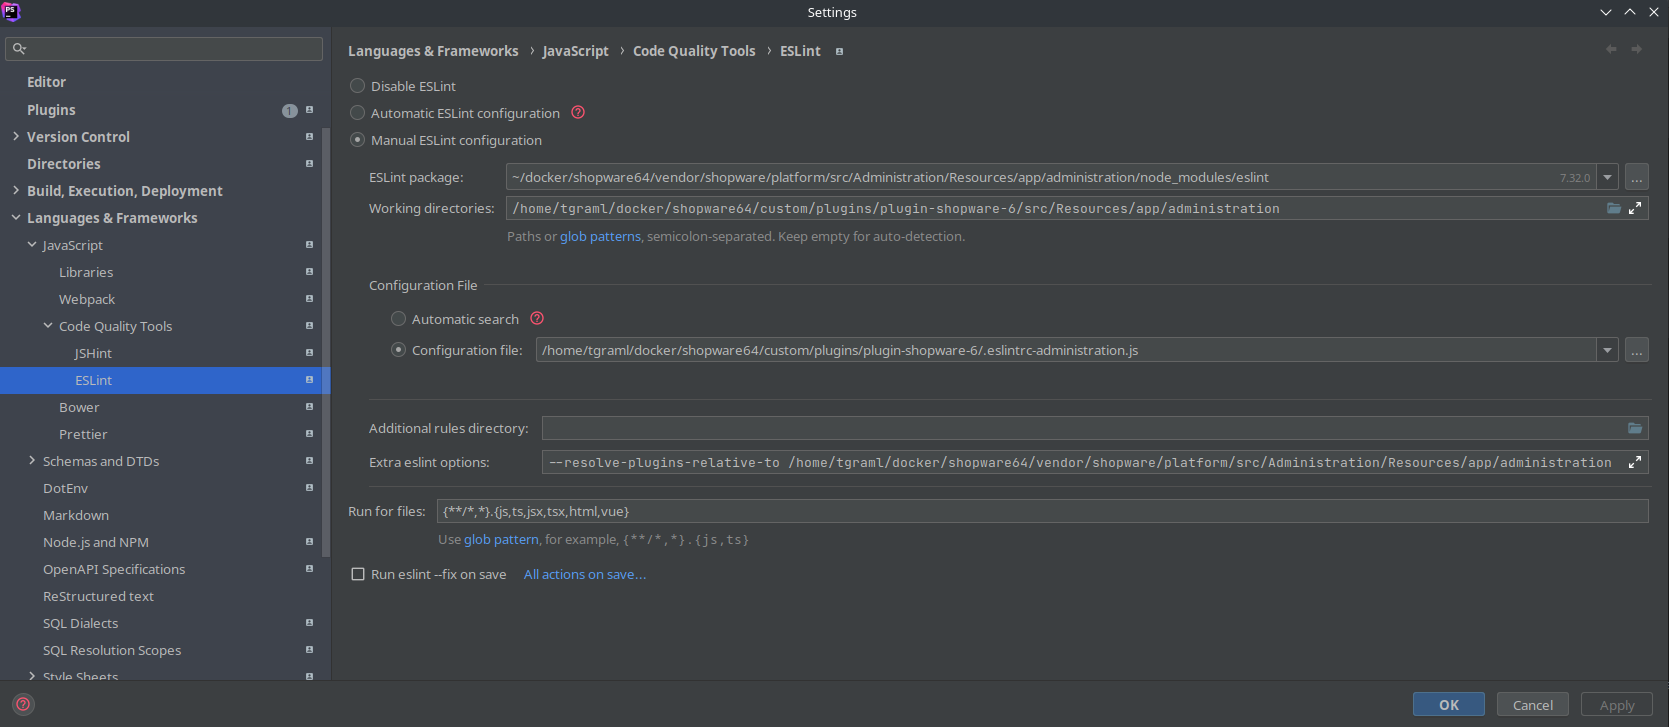 PS
Settings
Editor
Plugins 1
Version Control
Directories
Build, Execution, Deployment
Languages & Frameworks
JavaScript
Libraries
Webpack
Code Quality Tools
JSHint
ESLint
Bower
Prettier
Schemas and DTDs
DotEnv
Markdown
Node.js and NPM
OpenAPI Specifications
ReStructured text
SQL Dialects
SQL Resolution Scopes
Style Sheets
Languages & Frameworks › JavaScript › Code Quality Tools › ESLint
Disable ESLint
Automatic ESLint configuration ?
Manual ESLint configuration
ESLint package: ~/docker/shopware64/vendor/shopware/platform/src/Administration/Resources/app/administration/node_modules/eslint 7.32.0 ...
Working directories: /home/tgraml/docker/shopware64/custom/plugins/plugin-shopware-6/src/Resources/app/administration
Paths or glob patterns, semicolon-separated. Keep empty for auto-detection.
Configuration File
Automatic search ?
Configuration file: /home/tgraml/docker/shopware64/custom/plugins/plugin-shopware-6/.eslintrc-administration.js ...
Additional rules directory:
Extra eslint options: --resolve-plugins-relative-to /home/tgraml/docker/shopware64/vendor/shopware/platform/src/Administration/Resources/app/administration
Run for files: {**/*,*}.{js,ts,jsx,tsx,html,vue}
Use glob pattern, for example, {**/*,*}.{js,ts}
Run eslint --fix on save All actions on save...
?
OK Cancel Apply